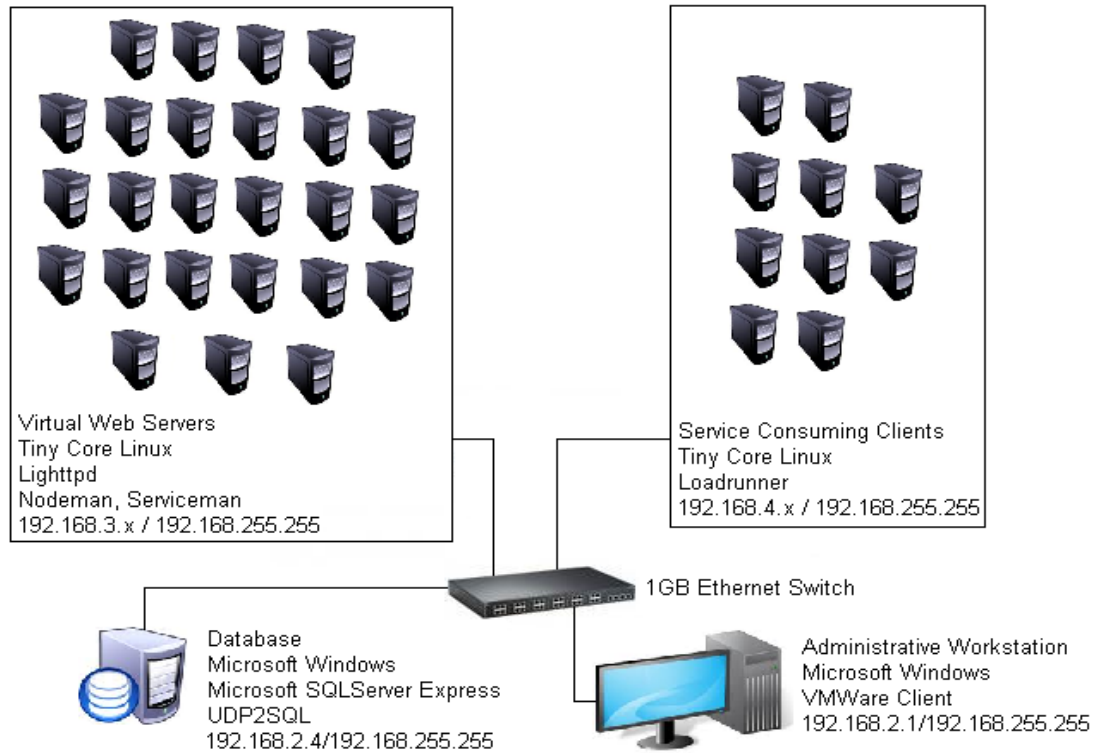 Virtual Web Servers
Tiny Core Linux
Lighttpd
Nodeman, Serviceman
192.168.3.x / 192.168.255.255
Service Consuming Clients
Tiny Core Linux
Loadrunner
192.168.4.x / 192.168.255.255
1GB Ethernet Switch
Database
Microsoft Windows
Microsoft SQLServer Express
UDP2SQL
192.168.2.4/192.168.255.255
Administrative Workstation
Microsoft Windows
VMWare Client
192.168.2.1/192.168.255.255